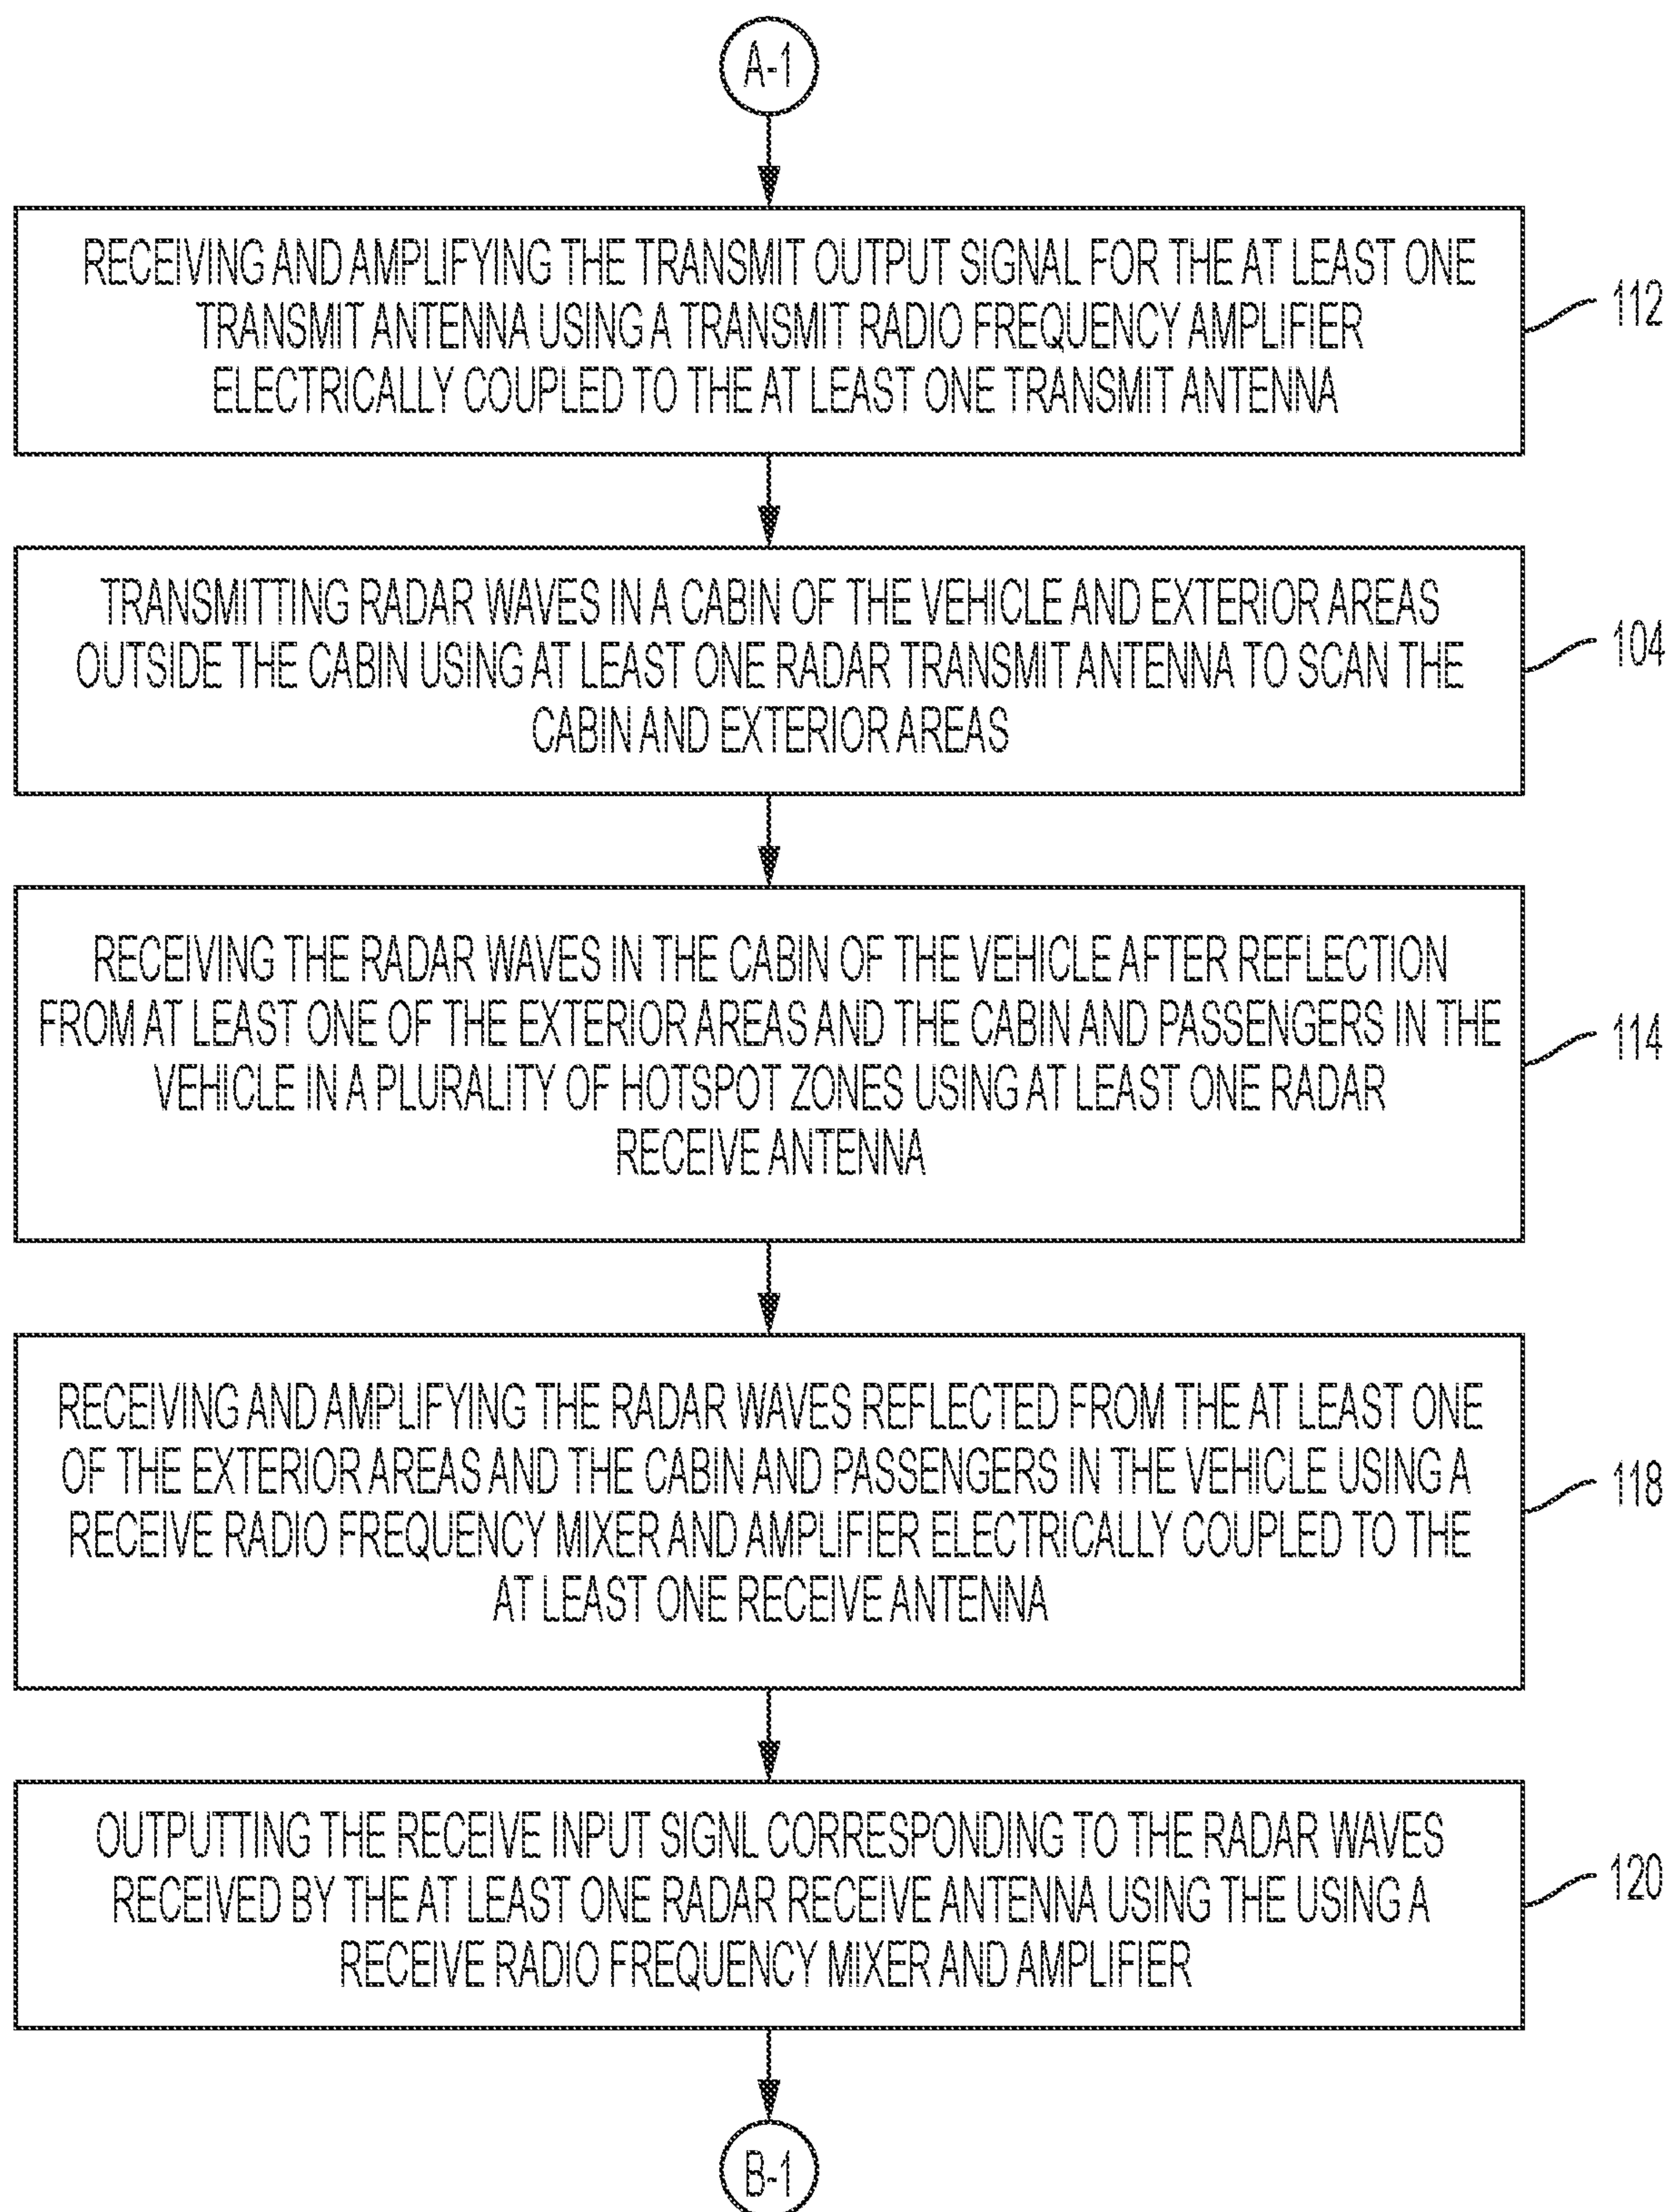 A-1
RECEIVING AND AMPLIFYING THE TRANSMIT OUTPUT SIGNAL FOR THE AT LEAST ONE
TRANSMIT ANTENNA USING A TRANSMIT RADIO FREQUENCY AMPLIFIER
ELECTRICALLY COUPLED TO THE AT LEAST ONE TRANSMIT ANTENNA
112
TRANSMITTING RADAR WAVES IN A CABIN OF THE VEHICLE AND EXTERIOR AREAS
OUTSIDE THE CABIN USING AT LEAST ONE RADAR TRANSMIT ANTENNA TO SCAN THE
CABIN AND EXTERIOR AREAS
104
RECEIVING THE RADAR WAVES IN THE CABIN OF THE VEHICLE AFTER REFLECTION
FROM AT LEAST ONE OF THE EXTERIOR AREAS AND THE CABIN AND PASSENGERS IN THE
VEHICLE IN A PLURALITY OF HOTSPOT ZONES USING AT LEAST ONE RADAR
RECEIVE ANTENNA
114
RECEIVING AND AMPLIFYING THE RADAR WAVES REFLECTED FROM THE AT LEAST ONE
OF THE EXTERIOR AREAS AND THE CABIN AND PASSENGERS IN THE VEHICLE USING A
RECEIVE RADIO FREQUENCY MIXER AND AMPLIFIER ELECTRICALLY COUPLED TO THE
AT LEAST ONE RECEIVE ANTENNA
118
OUTPUTTING THE RECEIVE INPUT SIGNL CORRESPONDING TO THE RADAR WAVES
RECEIVED BY THE AT LEAST ONE RADAR RECEIVE ANTENNA USING THE USING A
RECEIVE RADIO FREQUENCY MIXER AND AMPLIFIER
120
B-1